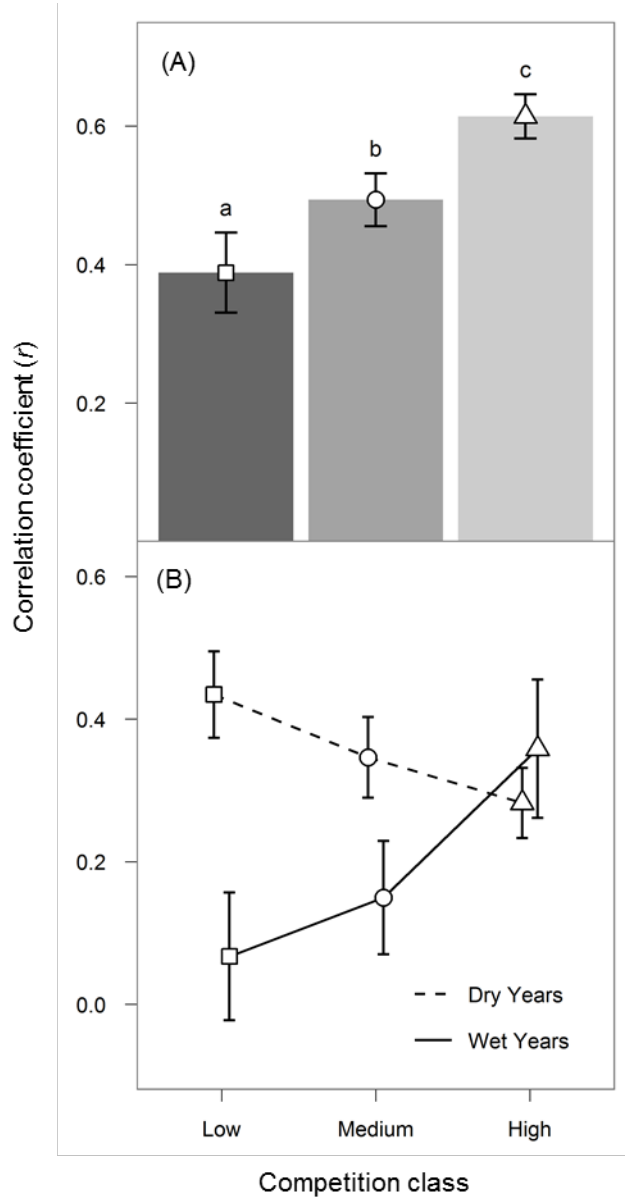 (A)
a
b
c
0.6
0.4
0.2
Correlation coefficient (r)
(B)
0.6
0.4
0.2
0.0
Dry Years
Wet Years
Low Medium High
Competition class